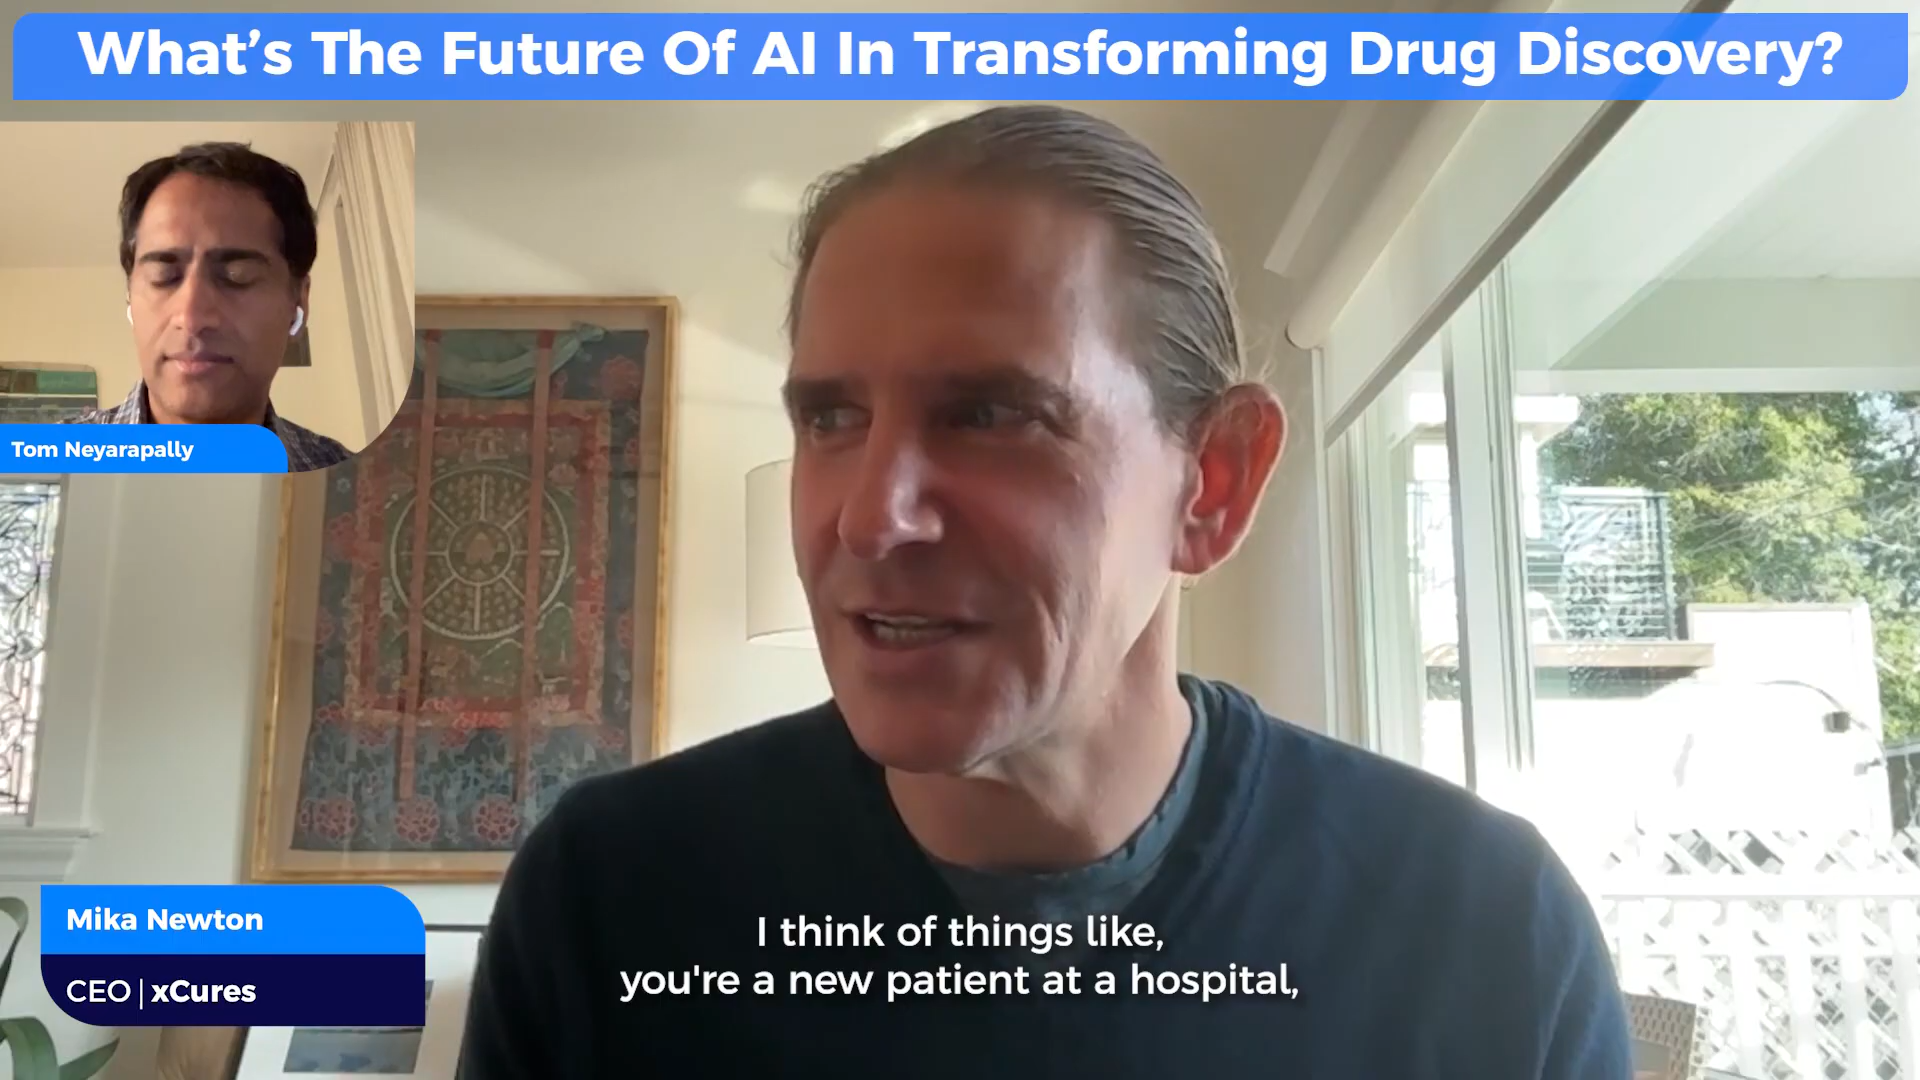 What's The Future Of AI In Transforming Drug Discovery?
Tom Neyarapally
Mika Newton
CEO | xCures
I think of things like,
you're a new patient at a hospital,